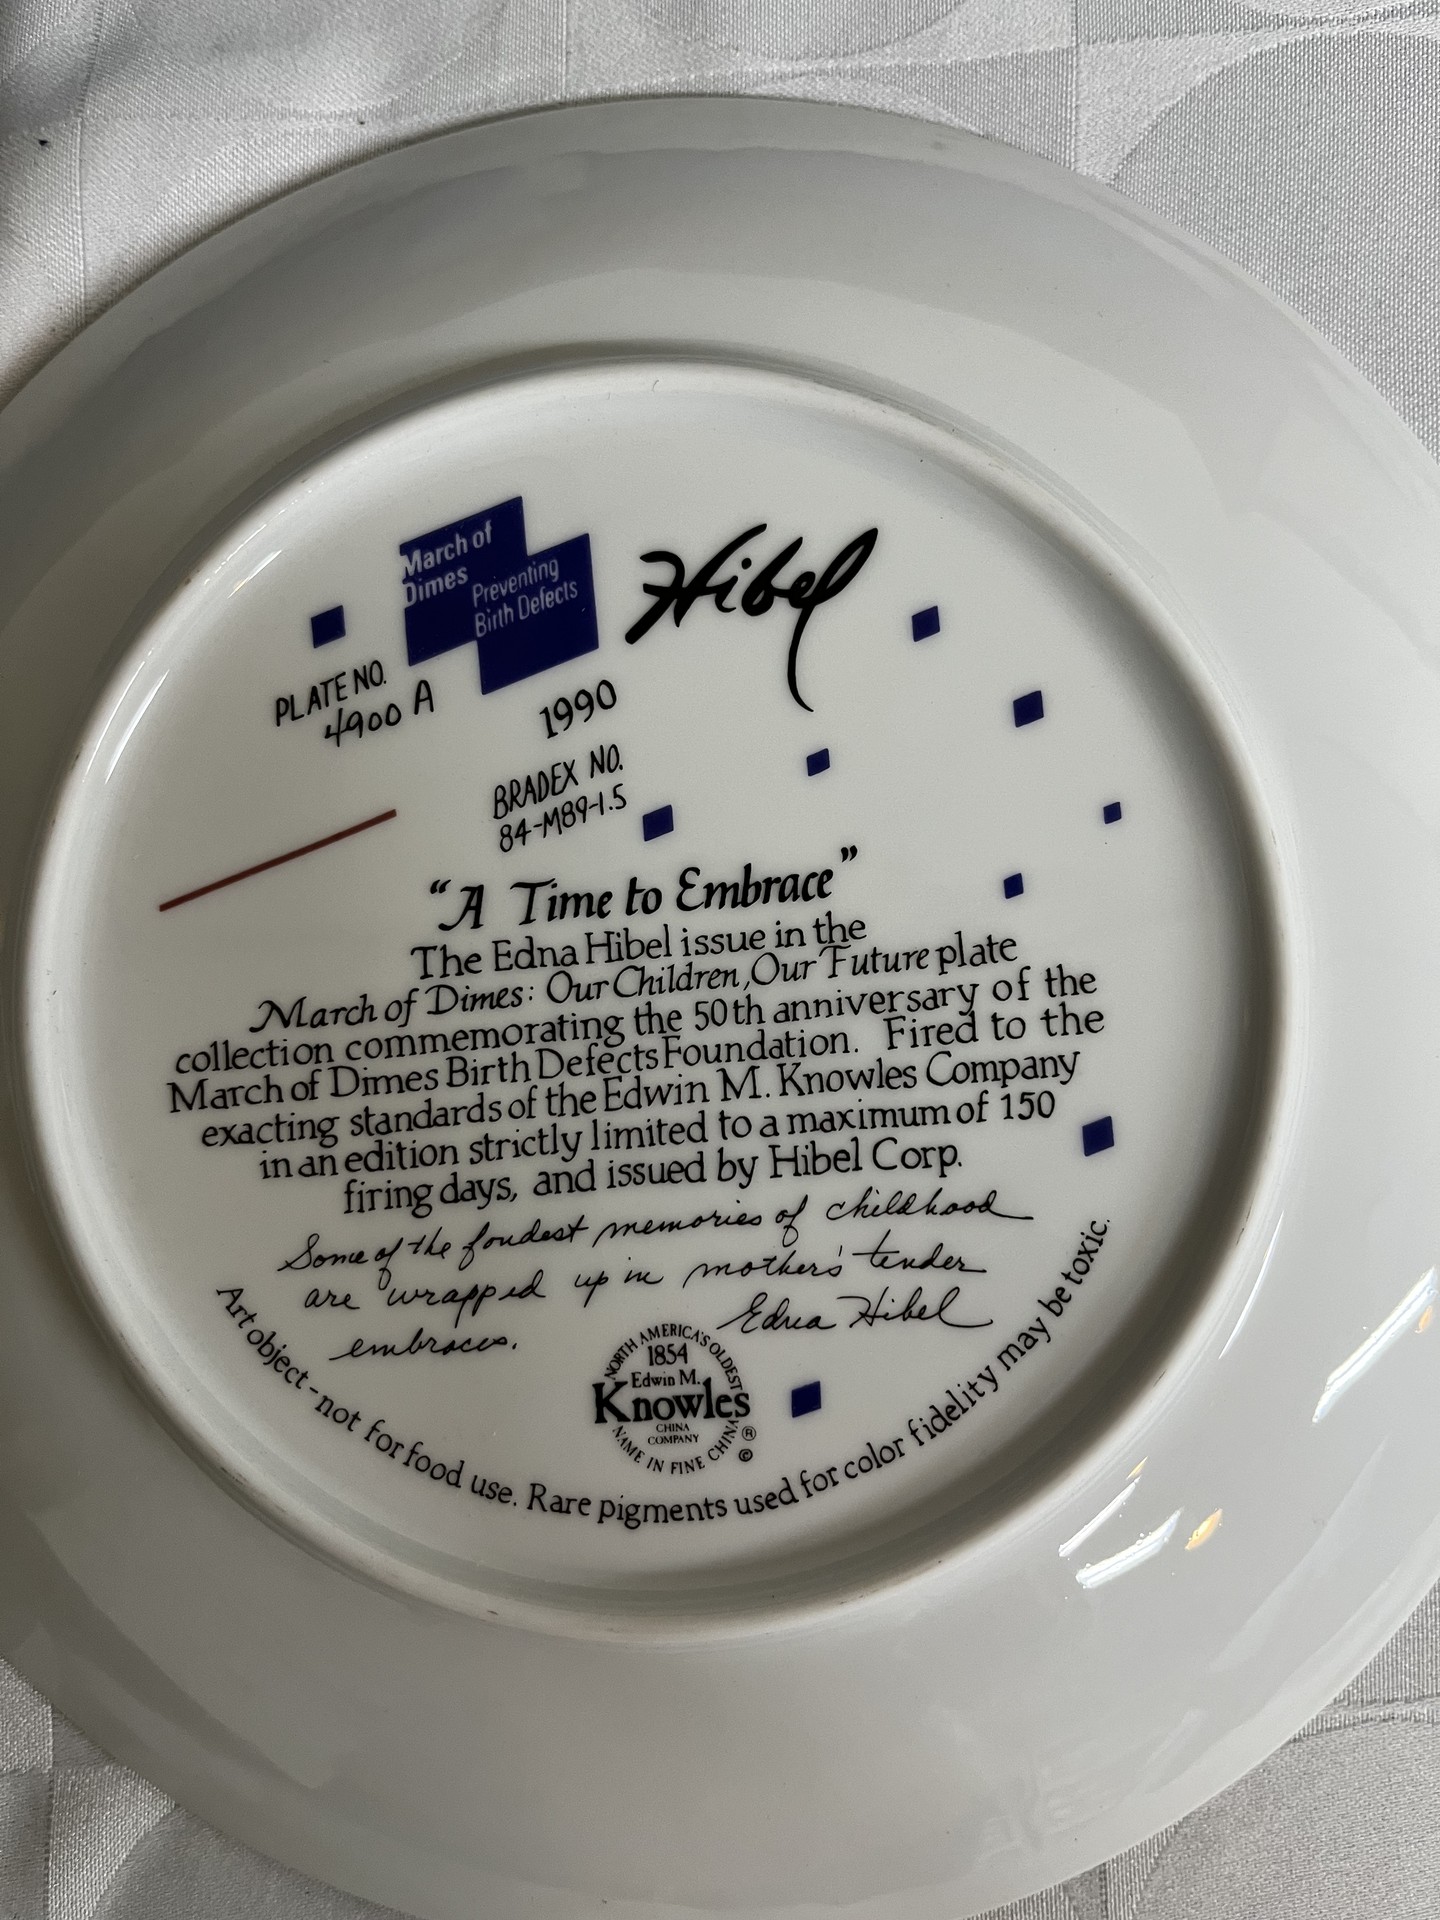 March of
Dimes
Preventing
Birth Defects
Hibel
PLATE NO.
4900 A
1990
BRADEX NO.
84-M89-1.5
“A Time to Embrace”
The Edna Hibel issue in the
March of Dimes: Our Children, Our Future plate
collection commemorating the 50th anniversary of the
March of Dimes Birth Defects Foundation. Fired to the
exacting standards of the Edwin M. Knowles Company
in an edition strictly limited to a maximum of 150
firing days, and issued by Hibel Corp.
Some of the fondest memories of childhood
are wrapped up in mother's tender
embraces.
Edna Hibel
NORTH AMERICA'S OLDEST
1854
Edwin M.
Knowles
CHINA
COMPANY
NAME IN FINE CHINA
®
©
Art object - not for food use. Rare pigments used for color fidelity may be toxic.